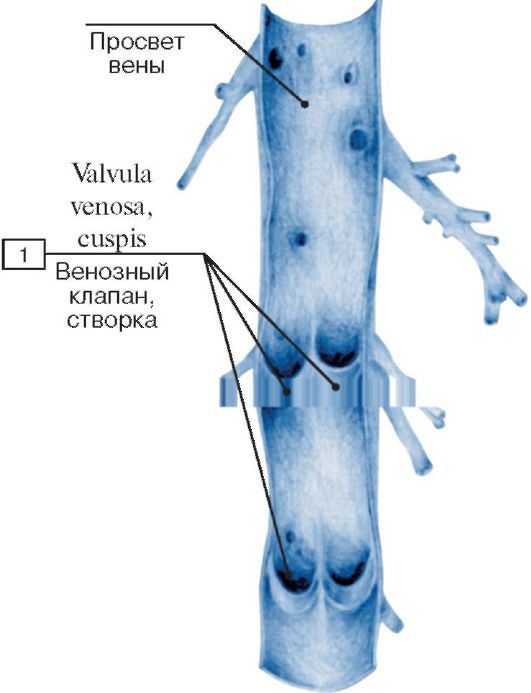 Просвет
вены
Valvula
venosa,
cuspis
1
Венозный
клапан,
створка